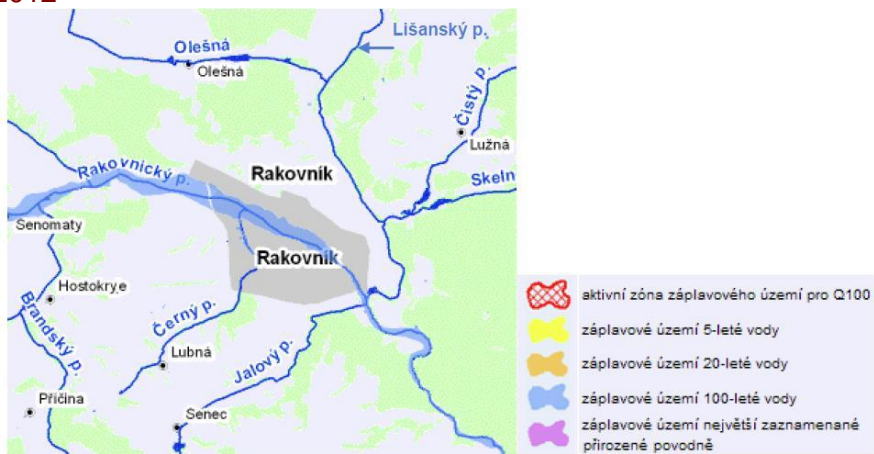 Olešná
Olešná
Lišanský p.
Čistý p.
Lužná
Rakovnický p.
Rakovník
Skeln
Senomaty
Rakovník
Hostokryje
Brandský p.
Černý p.
Lubná
Jalový p.
Příčina
Senec
aktivní zóna záplavového území pro Q100
záplavové území 5-leté vody
záplavové území 20-leté vody
záplavové území 100-leté vody
záplavové území největší zaznamenané
přirozené povodně